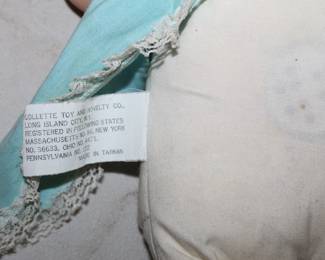 COLLETTE TOY AND NOVELTY CO.,
LONG ISLAND CITY, N.Y.
REGISTERED IN FOLLOWING STATES
MASSACHUSETTS NO. NEW YORK
NO. 56633, OHIO NO.
PENNSYLVANIA NO.
MADE IN TAIWAN